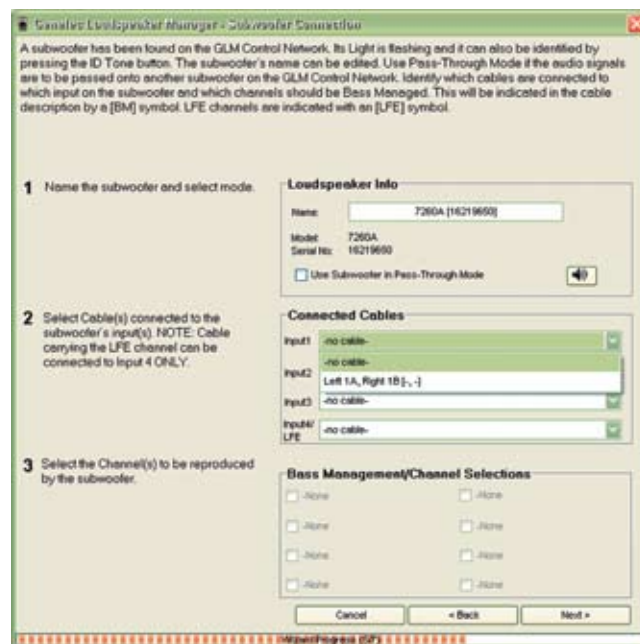 Genelec Loudspeaker Manager - Subwoofer Connection
A subwoofer has been found on the GLM Control Network. Its Light is flashing and it can also be identified by
pressing the ID Tone button. The subwoofer's name can be edited. Use Pass-Through Mode if the audio signals
are to be passed onto another subwoofer on the GLM Control Network. Identify which cables are connected to
which input on the subwoofer and which channels should be Bass Managed. This will be indicated in the cable
description by a [BM] symbol. LFE channels are indicated with an [LFE] symbol.
1 Name the subwoofer and select mode.
Loudspeaker Info
Name: 7260A [16219650]
Model: 7260A
Serial No: 16219650
Use Subwoofer in Pass-Through Mode
2 Select Cable(s) connected to the
subwoofer's input(s). NOTE: Cable
carrying the LFE channel can be
connected to Input 4 ONLY.
Connected Cables
Input1 -no cable-
-no cable-
Input2
Left 1A, Right 1B [-, -]
Input3 -no cable-
Input4/
LFE -no cable-
3 Select the Channel(s) to be reproduced
by the subwoofer.
Bass Management/Channel Selections
-None -None
-None -None
-None -None
-None -None
Cancel < Back Next >
Wizard Progress